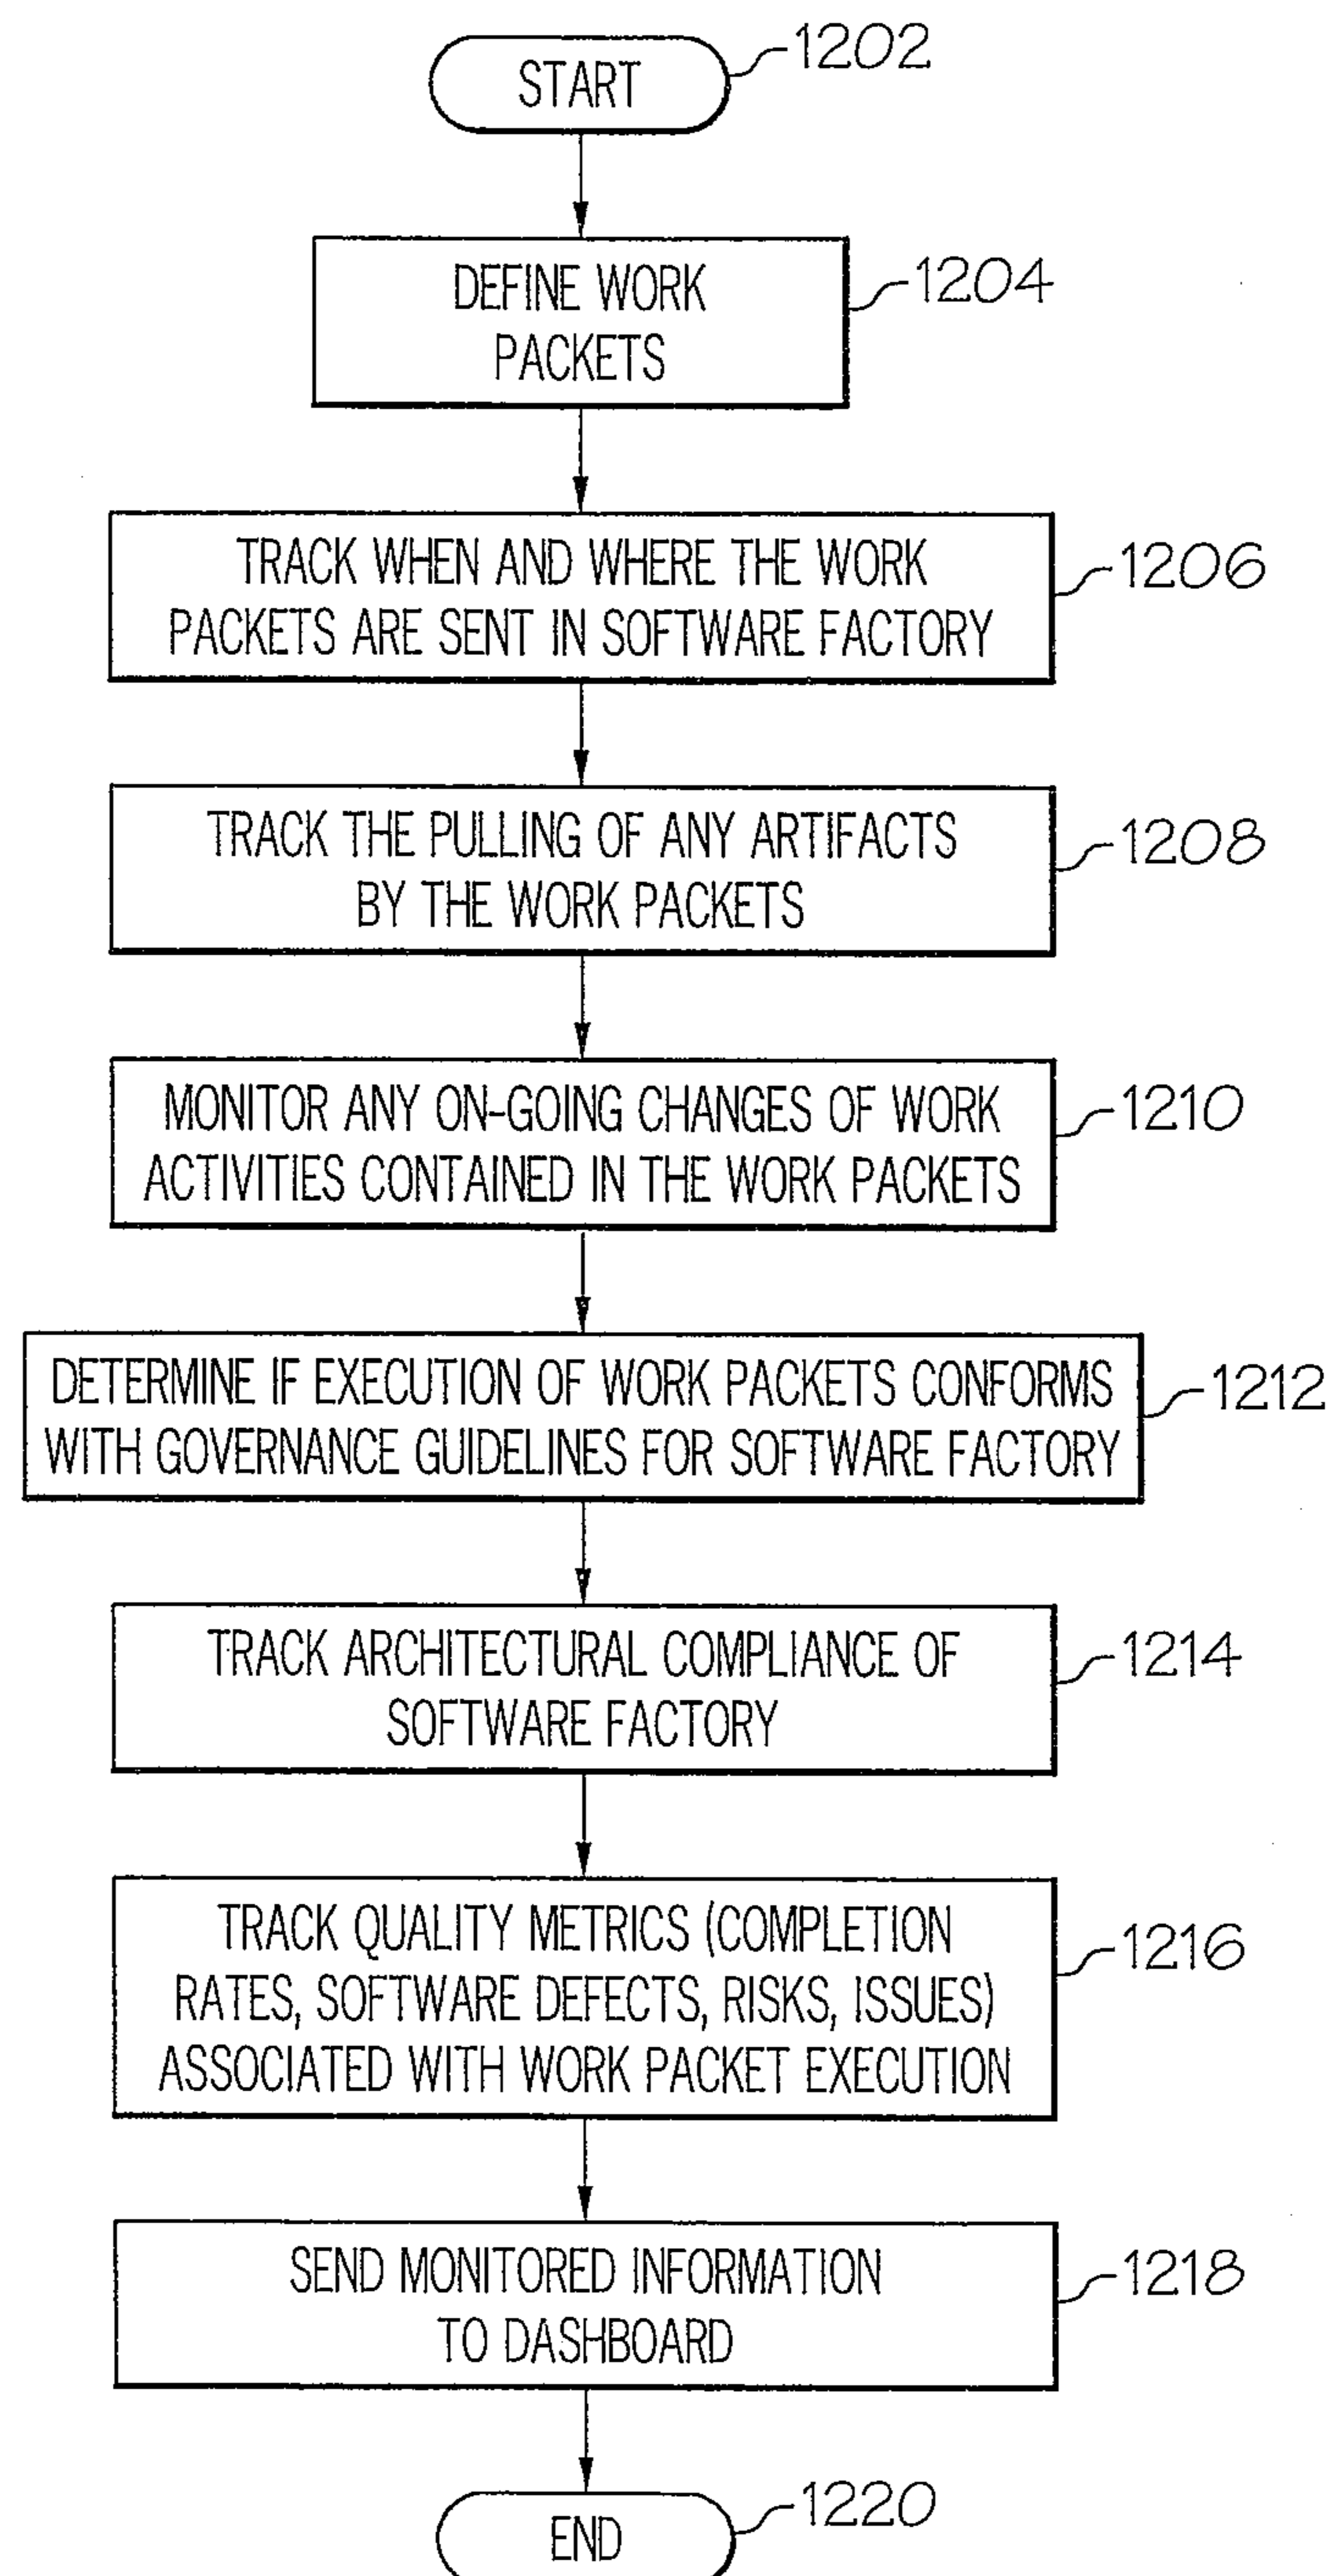 START
1202
DEFINE WORK
PACKETS
1204
TRACK WHEN AND WHERE THE WORK
PACKETS ARE SENT IN SOFTWARE FACTORY
1206
TRACK THE PULLING OF ANY ARTIFACTS
BY THE WORK PACKETS
1208
MONITOR ANY ON-GOING CHANGES OF WORK
ACTIVITIES CONTAINED IN THE WORK PACKETS
1210
DETERMINE IF EXECUTION OF WORK PACKETS CONFORMS
WITH GOVERNANCE GUIDELINES FOR SOFTWARE FACTORY
1212
TRACK ARCHITECTURAL COMPLIANCE OF
SOFTWARE FACTORY
1214
TRACK QUALITY METRICS (COMPLETION
RATES, SOFTWARE DEFECTS, RISKS, ISSUES)
ASSOCIATED WITH WORK PACKET EXECUTION
1216
SEND MONITORED INFORMATION
TO DASHBOARD
1218
END
1220